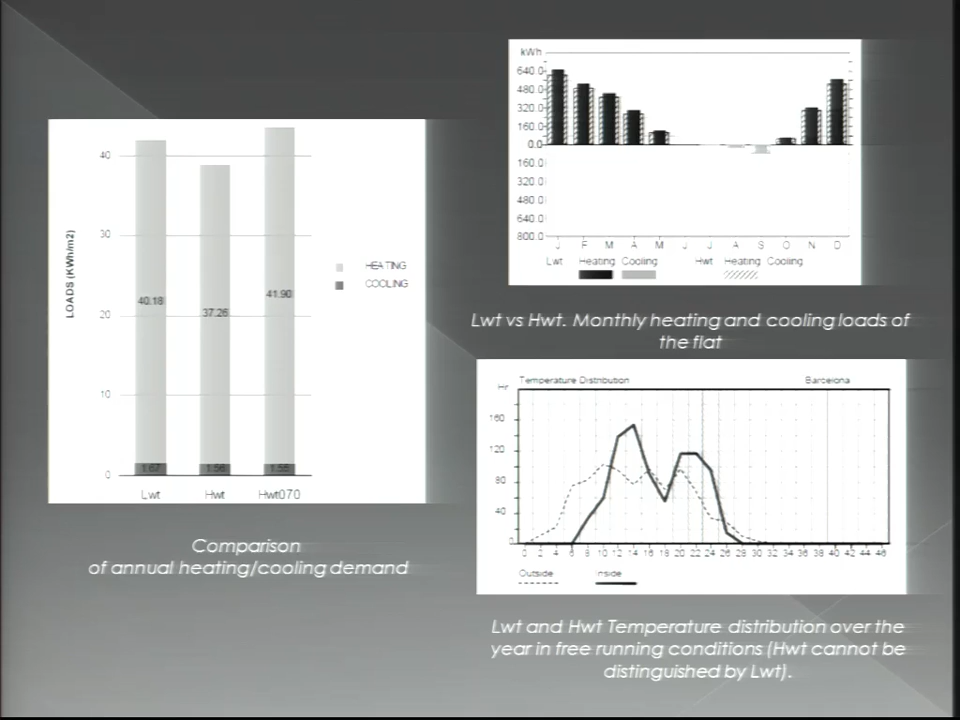 40
30
20
10
0
LOADS (KWh/m2)
40.18
37.26
41.90
1.67
1.56
1.55
Lwt Hwt Hwt070
HEATING
COOLING
Comparison
of annual heating/cooling demand
kWh
640.0
480.0
320.0
160.0
0.0
160.0
320.0
480.0
640.0
800.0
J F M A M J J A S O N D
Lwt Heating Cooling Hwt Heating Cooling
Lwt vs Hwt. Monthly heating and cooling loads of
the flat
Hr Temperature Distribution Barcelona
160
120
80
40
0
0 2 4 6 8 10 12 14 16 18 20 22 24 26 28 30 32 34 36 38 40 42 44 46
Outside Inside
Lwt and Hwt Temperature distribution over the
year in free running conditions (Hwt cannot be
distinguished by Lwt).